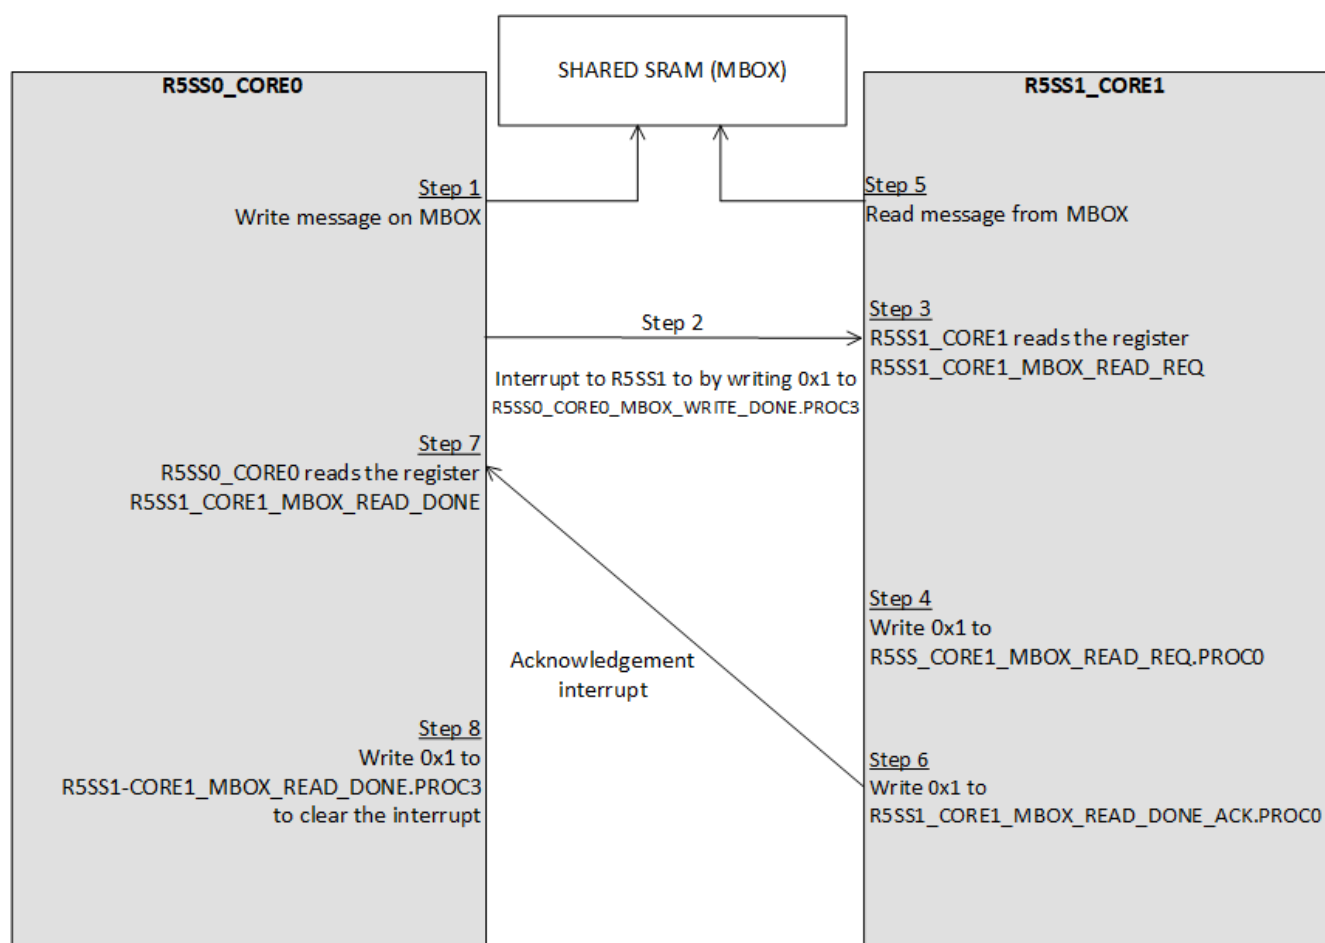 SHARED SRAM (MBOX)
R5SS0_CORE0
R5SS1_CORE1
Step 1
Write message on MBOX
Step 5
Read message from MBOX
Step 2
Interrupt to R5SS1 to by writing 0x1 to
R5SS0_CORE0_MBOX_WRITE_DONE.PROC3
Step 3
R5SS1_CORE1 reads the register
R5SS1_CORE1_MBOX_READ_REQ
Step 7
R5SS0_CORE0 reads the register
R5SS1_CORE1_MBOX_READ_DONE
Step 4
Write 0x1 to
R5SS_CORE1_MBOX_READ_REQ.PROC0
Acknowledgement
interrupt
Step 8
Write 0x1 to
R5SS1-CORE1_MBOX_READ_DONE.PROC3
to clear the interrupt
Step 6
Write 0x1 to
R5SS1_CORE1_MBOX_READ_DONE_ACK.PROC0